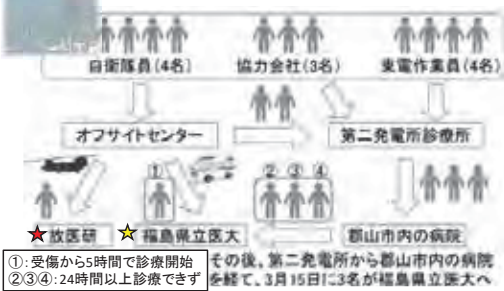 自衛隊員(4名) 協力会社(3名) 東電作業員(4名)
オフサイトセンター 第二発電所診療所
① ② ③ ④
★放医研 ☆福島県立医大 郡山市内の病院
①:受傷から5時間で診療開始
②③④:24時間以上診療できず
その後、第二発電所から郡山市内の病院
を経て、3月15日に3名が福島県立医大へ